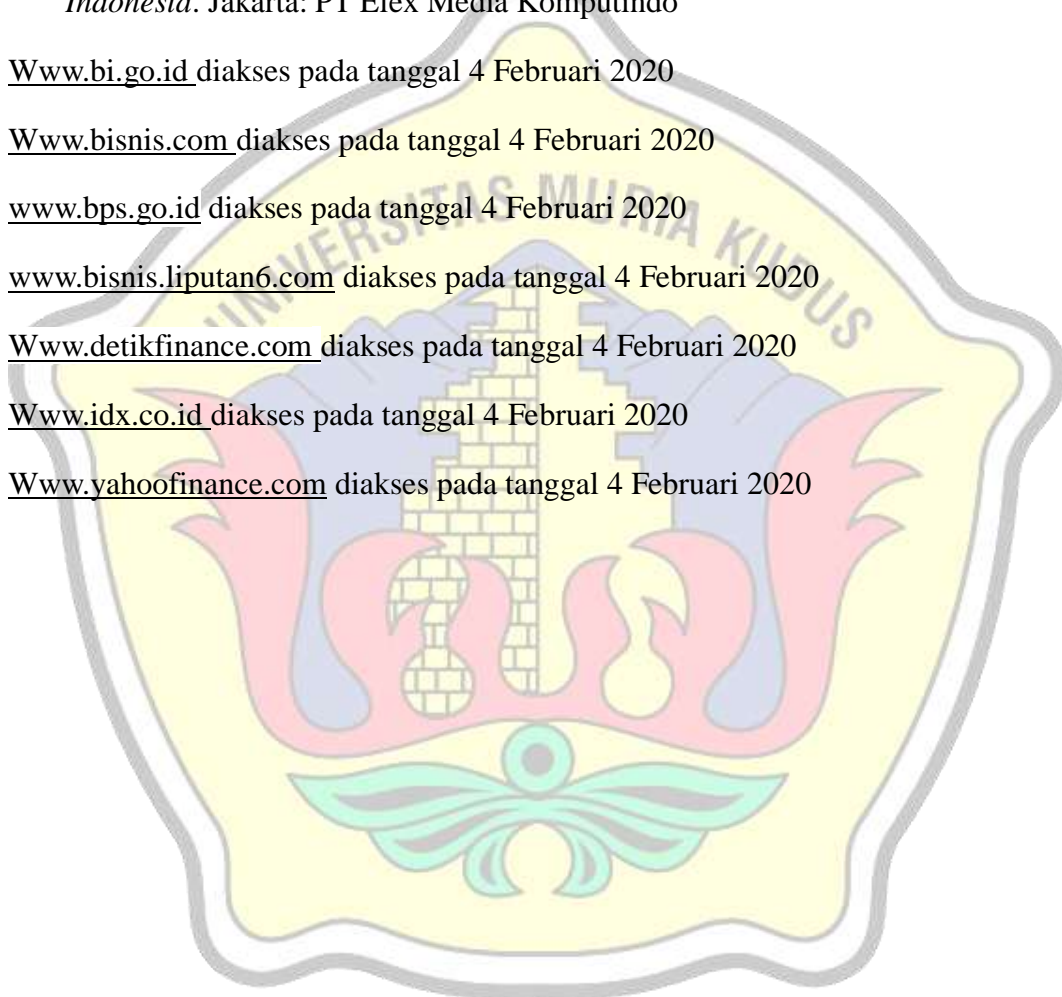 Indonesia. Jakarta: PT Elex Media Komputindo
Www.bi.go.id diakses pada tanggal 4 Februari 2020
Www.bisnis.com diakses pada tanggal 4 Februari 2020
www.bps.go.id diakses pada tanggal 4 Februari 2020
www.bisnis.liputan6.com diakses pada tanggal 4 Februari 2020
Www.detikfinance.com diakses pada tanggal 4 Februari 2020
Www.idx.co.id diakses pada tanggal 4 Februari 2020
Www.yahoofinance.com diakses pada tanggal 4 Februari 2020
UNIVERSITAS MURIA KUDUS